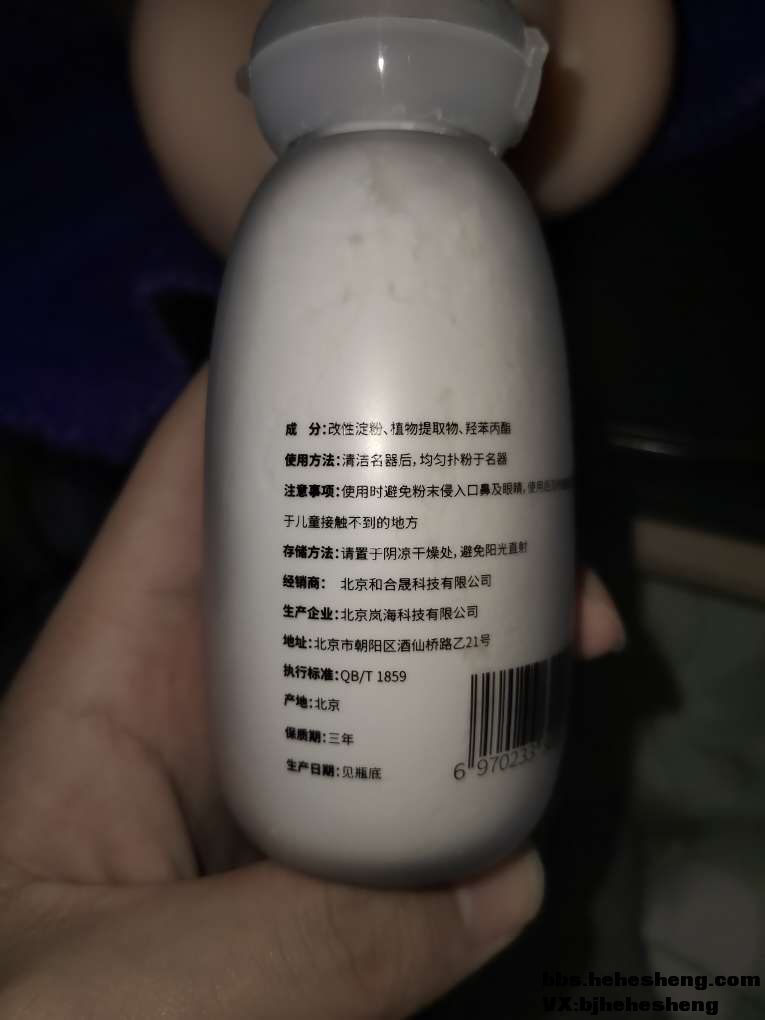 成 分:改性淀粉、植物提取物、羟苯丙酯
使用方法:清洁名器后,均匀扑粉于名器
注意事项:使用时避免粉末侵入口鼻及眼睛,使用
于儿童接触不到的地方
存储方法:请置于阴凉干燥处,避免阳光直射
经销商: 北京和合晟科技有限公司
生产企业:北京岚海科技有限公司
地址:北京市朝阳区酒仙桥路乙21号
执行标准:QB/T 1859
产地:北京
保质期:三年
生产日期:见瓶底
6 970233
bbs.hehesheng.com
VX:bjhehesheng